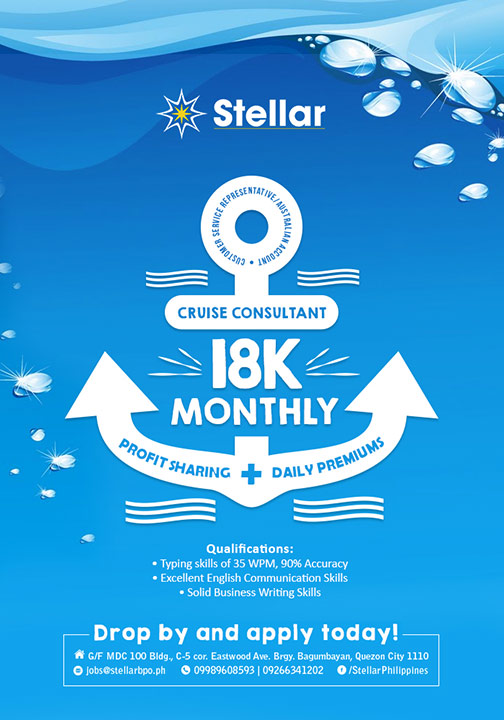 Stellar
CUSTOMER SERVICE REPRESENTATIVE/AUSTRALIAN ACCOUNT •
CRUISE CONSULTANT
18K
MONTHLY
PROFIT SHARING + DAILY PREMIUMS
Qualifications:
• Typing skills of 35 WPM, 90% Accuracy
• Excellent English Communication Skills
• Solid Business Writing Skills
Drop by and apply today!
G/F MDC 100 Bldg., C-5 cor. Eastwood Ave. Brgy. Bagumbayan, Quezon City 1110
jobs@stellarbpo.ph 09989608593 | 09266341202 /StellarPhilippines